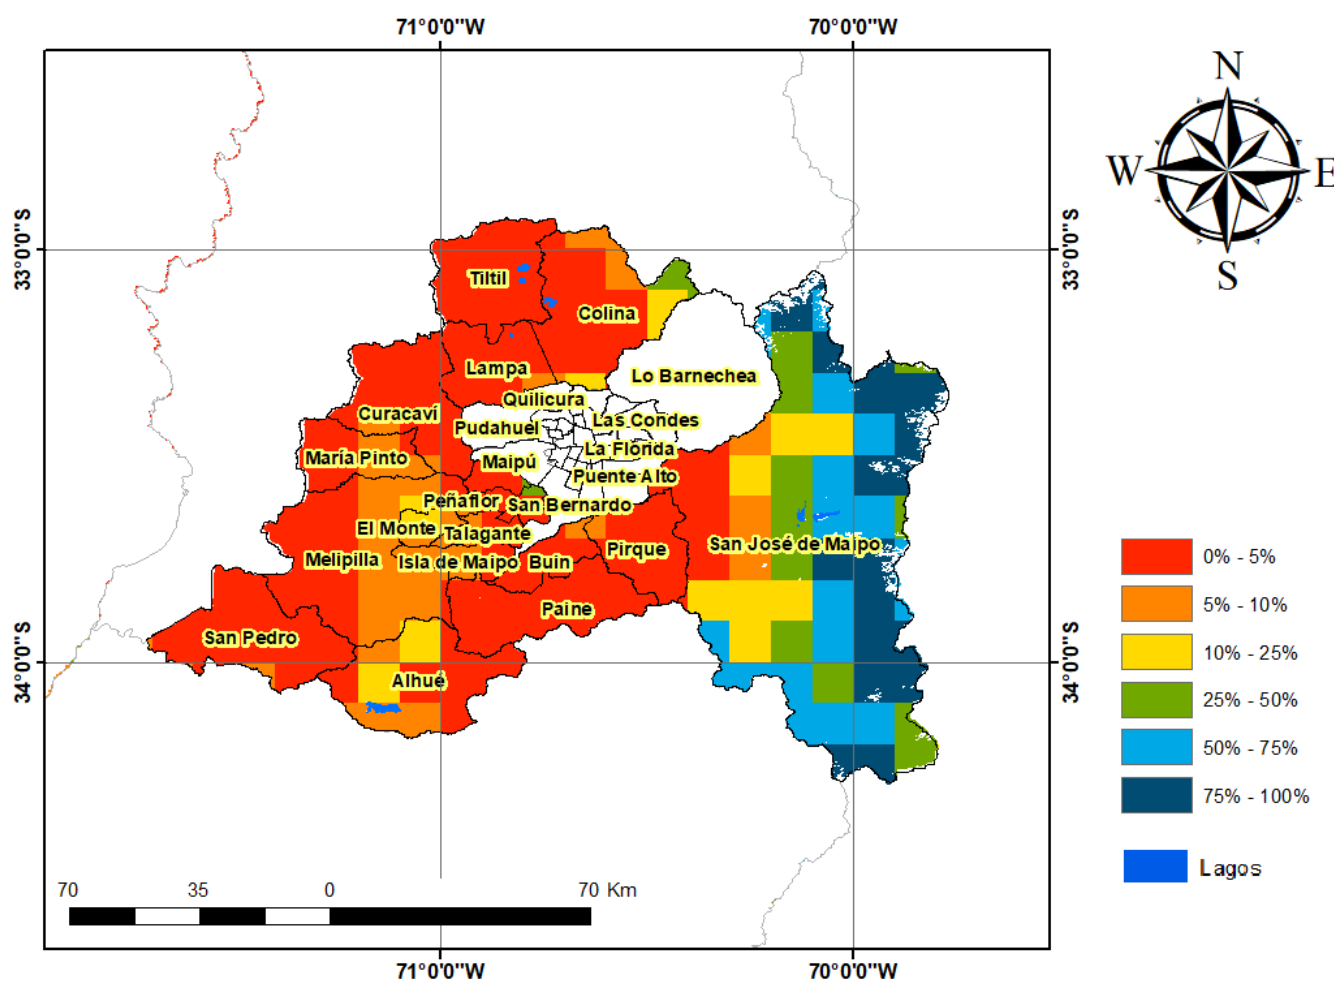 71°0'0"W
70°0'0"W
N
W
E
S
33°0'0"S
33°0'0"S
Tiltil
Colina
Lampa
Lo Barnechea
Quilicura
Curacaví
Las Condes
Pudahuel
La Florida
María Pinto
Maipú
Puente Alto
Peñaflor
San Bernardo
El Monte
Talagante
San José de Maipo
Pirque
Melipilla
Isla de Maipo
Buin
Paine
San Pedro
Alhué
34°0'0"S
34°0'0"S
0% - 5%
5% - 10%
10% - 25%
25% - 50%
50% - 75%
75% - 100%
Lagos
70 35 0 70 Km
71°0'0"W
70°0'0"W